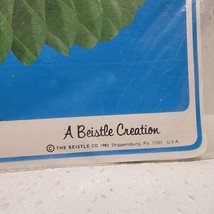 A Beistle Creation
© THE BEISTLE CO. 1983 Shippensburg, Pa. 17257 U.S.A.